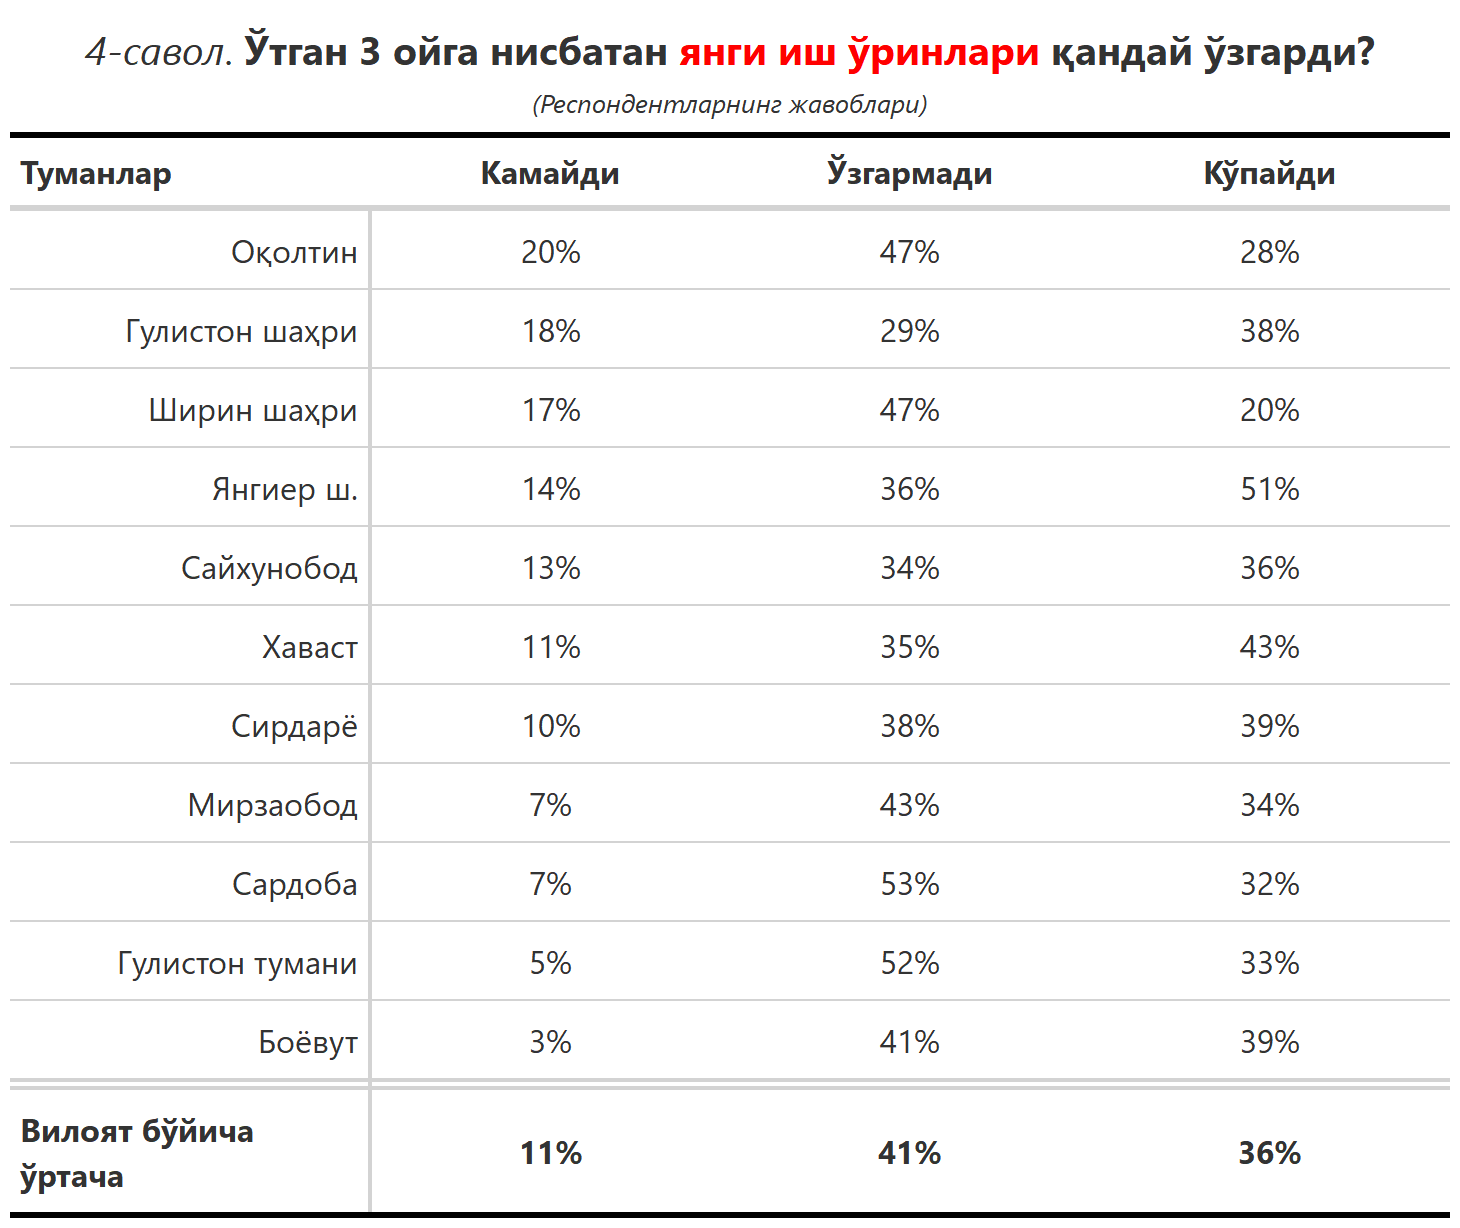 4-савол. Ўтган 3 ойга нисбатан янги иш ўринлари қандай ўзгарди?
(Респондентларнинг жавоблари)
Туманлар Камайди Ўзгармади Кўпайди
Оқолтин 20% 47% 28%
Гулистон шаҳри 18% 29% 38%
Ширин шаҳри 17% 47% 20%
Янгиер ш. 14% 36% 51%
Сайхунобод 13% 34% 36%
Хаваст 11% 35% 43%
Сирдарё 10% 38% 39%
Мирзаобод 7% 43% 34%
Сардоба 7% 53% 32%
Гулистон тумани 5% 52% 33%
Боёвут 3% 41% 39%
Вилоят бўйича
ўртача 11% 41% 36%